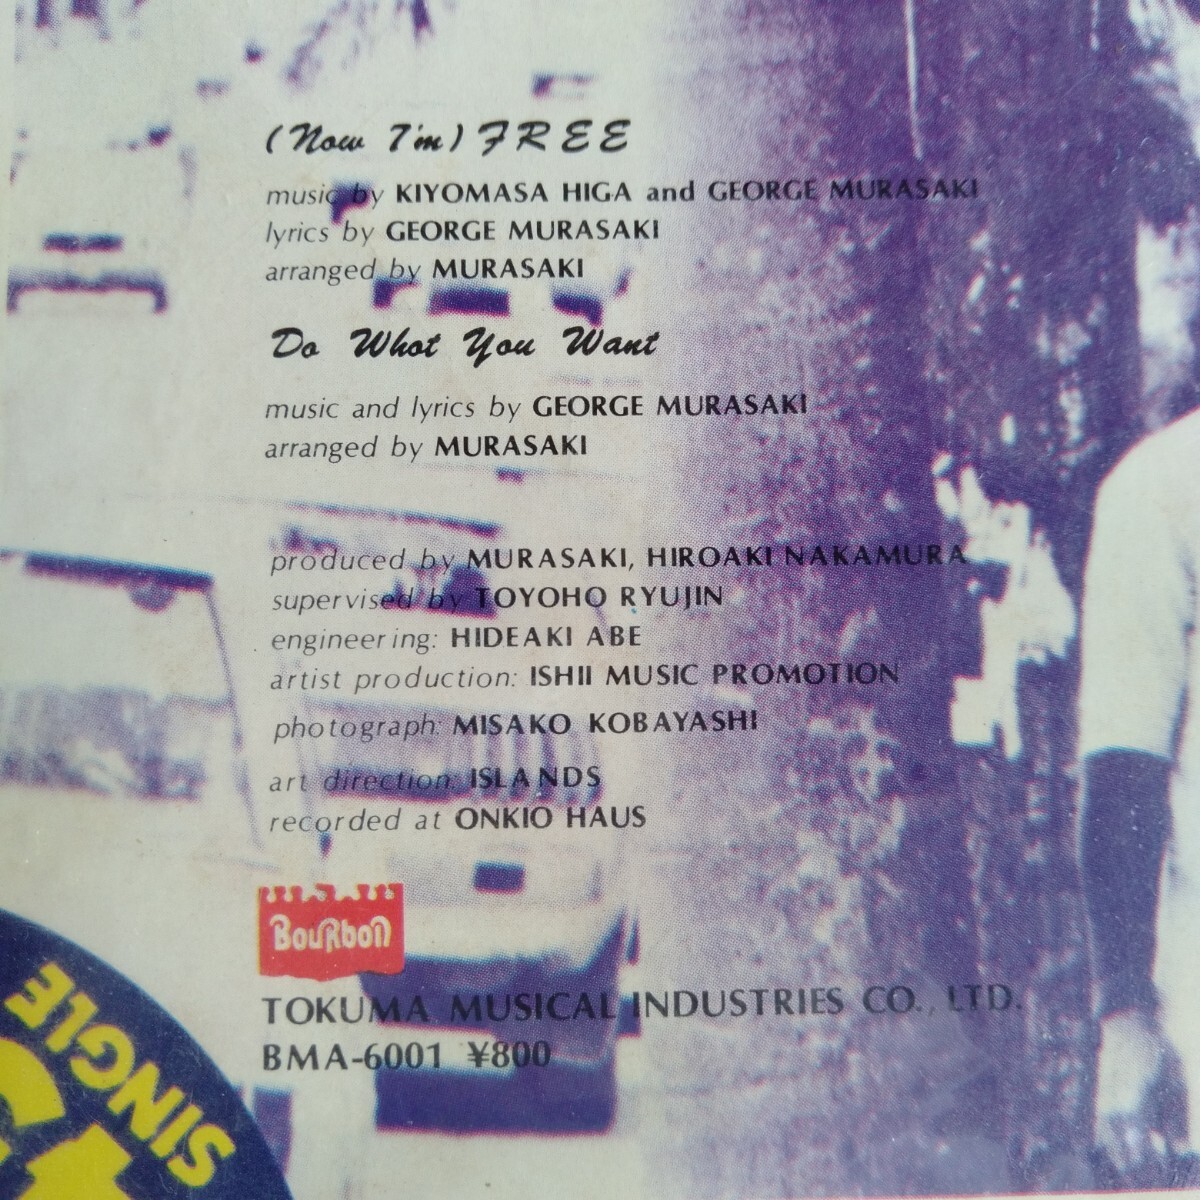 (Now I'm) FREE
music by KIYOMASA HIGA and GEORGE MURASAKI
lyrics by GEORGE MURASAKI
arranged by MURASAKI
Do What You Want
music and lyrics by GEORGE MURASAKI
arranged by MURASAKI
produced by MURASAKI, HIROAKI NAKAMURA
supervised by TOYOHO RYUJIN
engineering: HIDEAKI ABE
artist production: ISHII MUSIC PROMOTION
photograph: MISAKO KOBAYASHI
art direction: ISLANDS
recorded at ONKIO HAUS
BouRbon
TOKUMA MUSICAL INDUSTRIES CO., LTD.
BMA-6001 ¥800
SINGLE